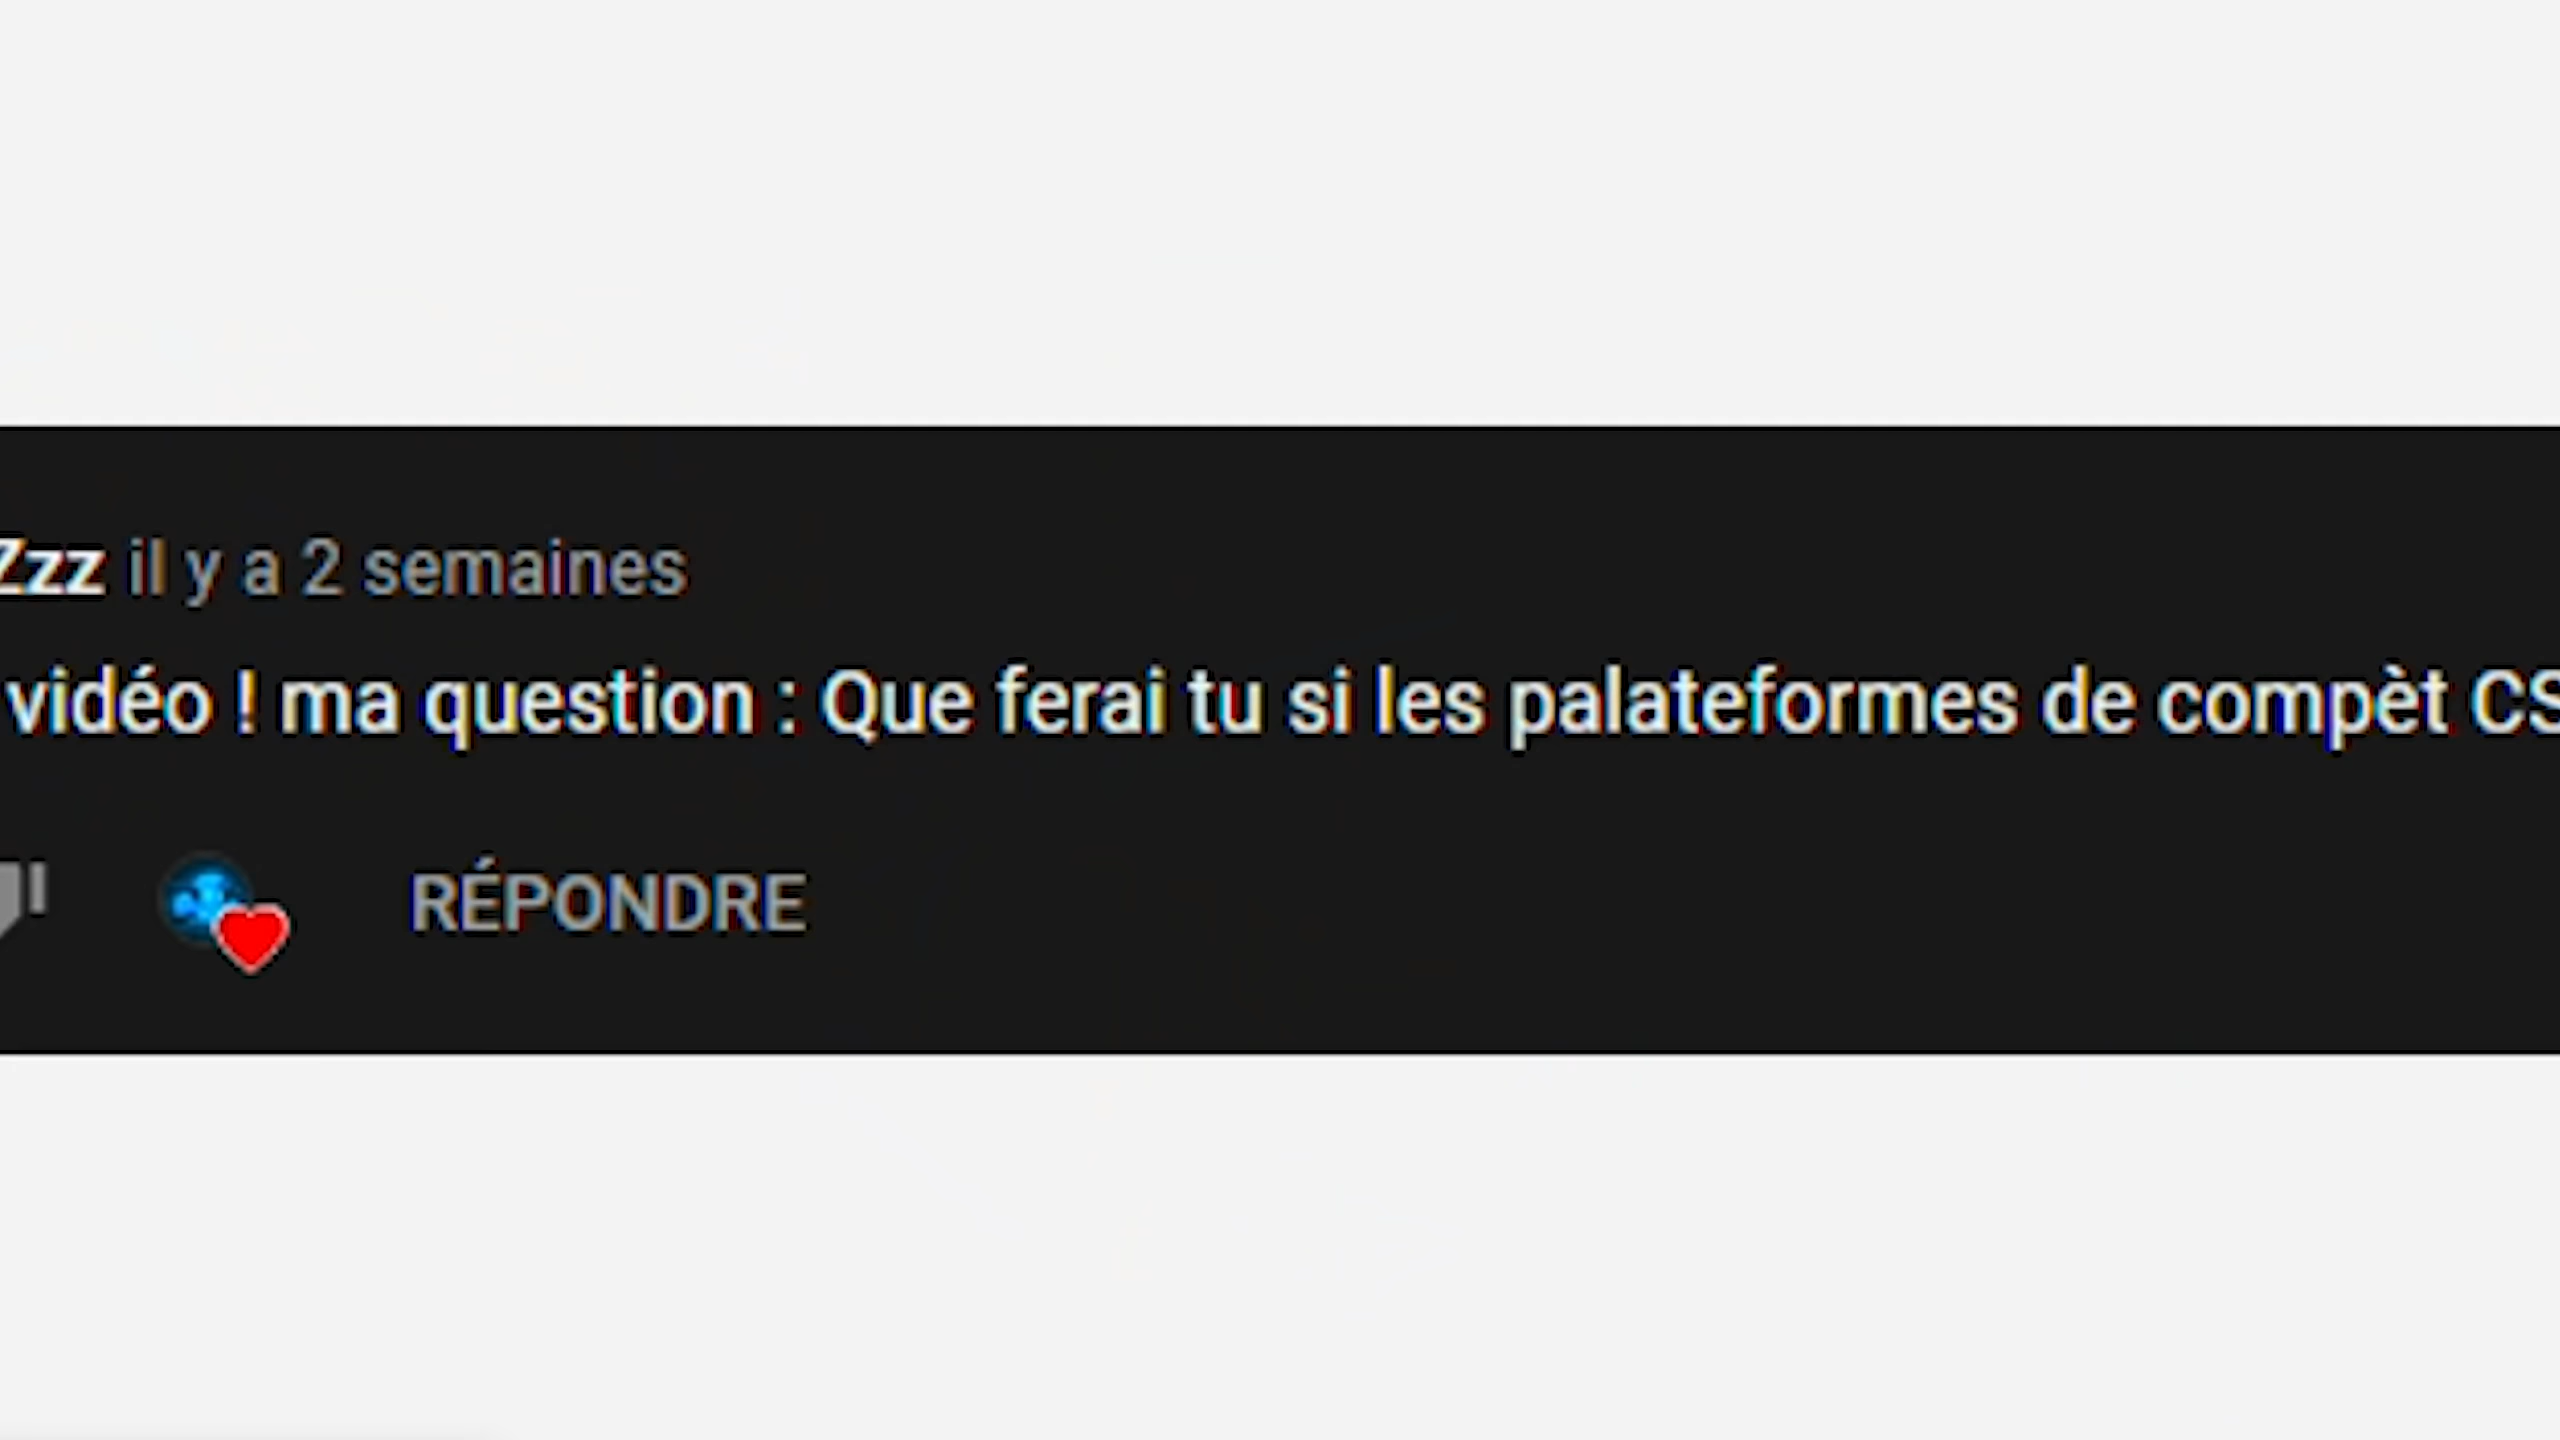 Zzz il y a 2 semaines
vidéo ! ma question : Que ferai tu si les palateformes de compèt CS
RÉPONDRE